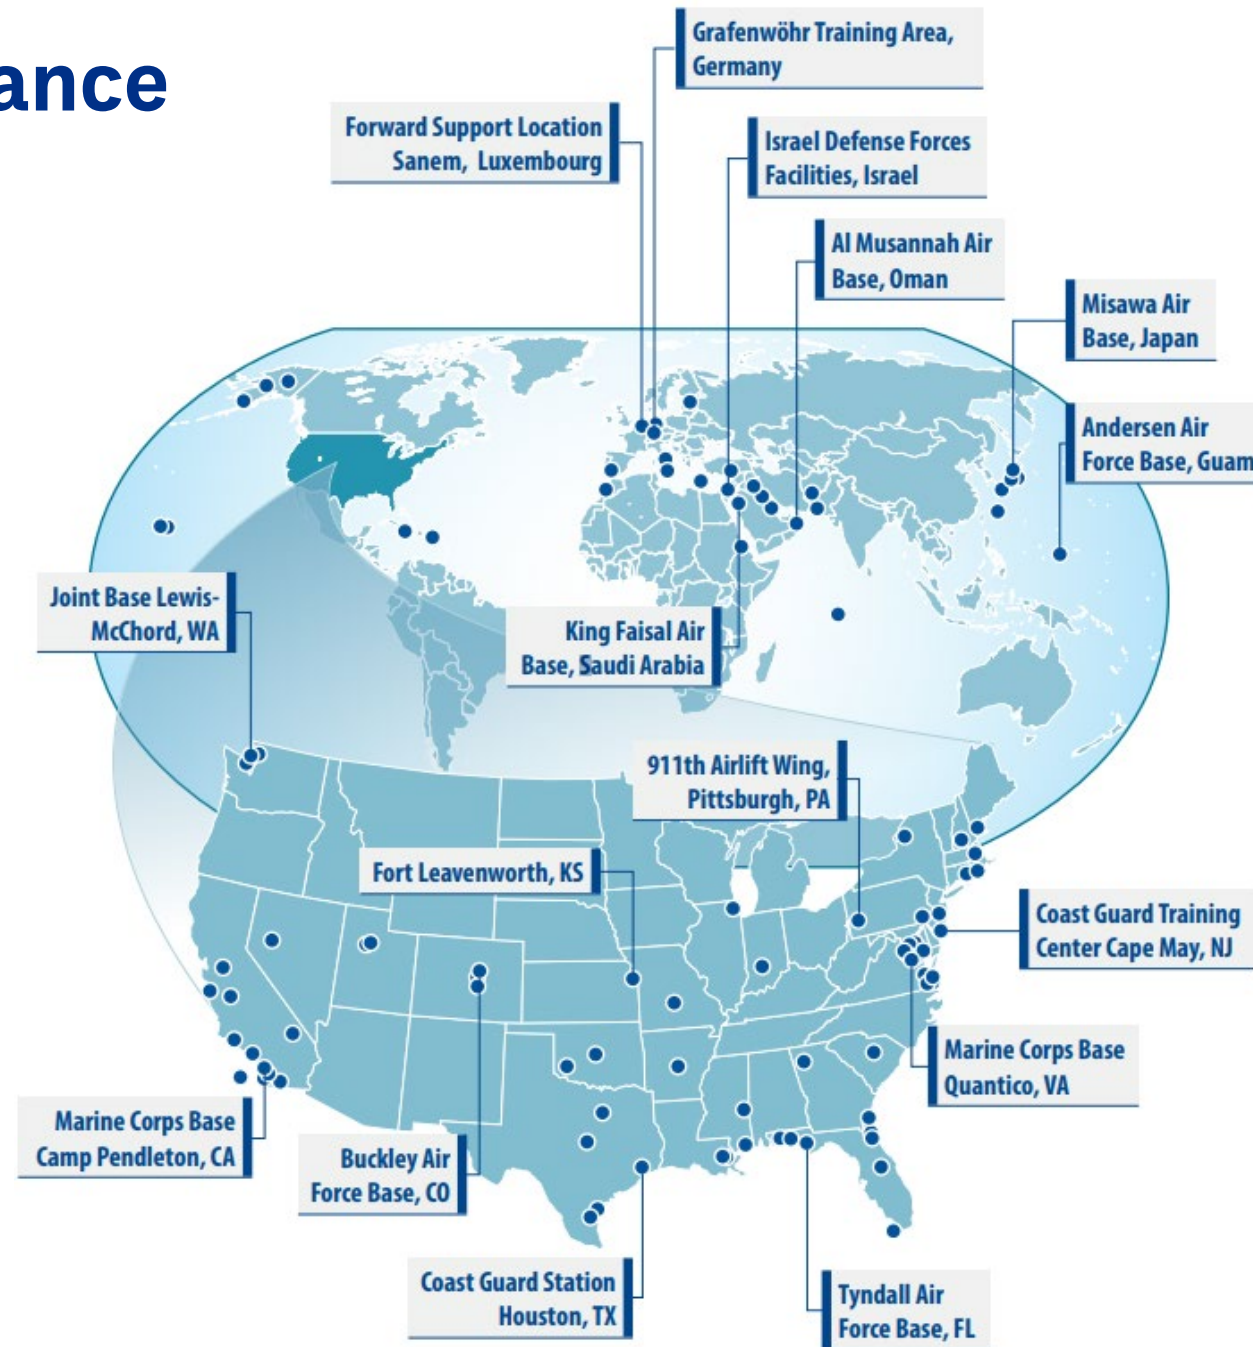 ance
Grafenwöhr Training Area,
Germany
Forward Support Location
Sanem, Luxembourg
Israel Defense Forces
Facilities, Israel
Al Musannah Air
Base, Oman
Misawa Air
Base, Japan
Andersen Air
Force Base, Guam
Joint Base Lewis-
McChord, WA
King Faisal Air
Base, Saudi Arabia
911th Airlift Wing,
Pittsburgh, PA
Fort Leavenworth, KS
Coast Guard Training
Center Cape May, NJ
Marine Corps Base
Quantico, VA
Marine Corps Base
Camp Pendleton, CA
Buckley Air
Force Base, CO
Coast Guard Station
Houston, TX
Tyndall Air
Force Base, FL